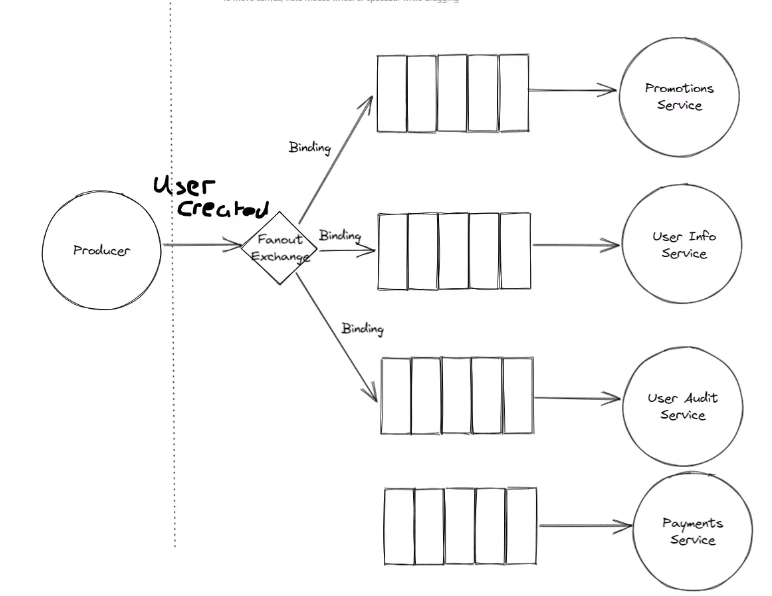 to move canvas, hold mouse wheel or spacebar while dragging
Promotions
Service
Binding
User
Created
Producer
Fanout
Exchange
Binding
User Info
Service
Binding
User Audit
Service
Payments
Service